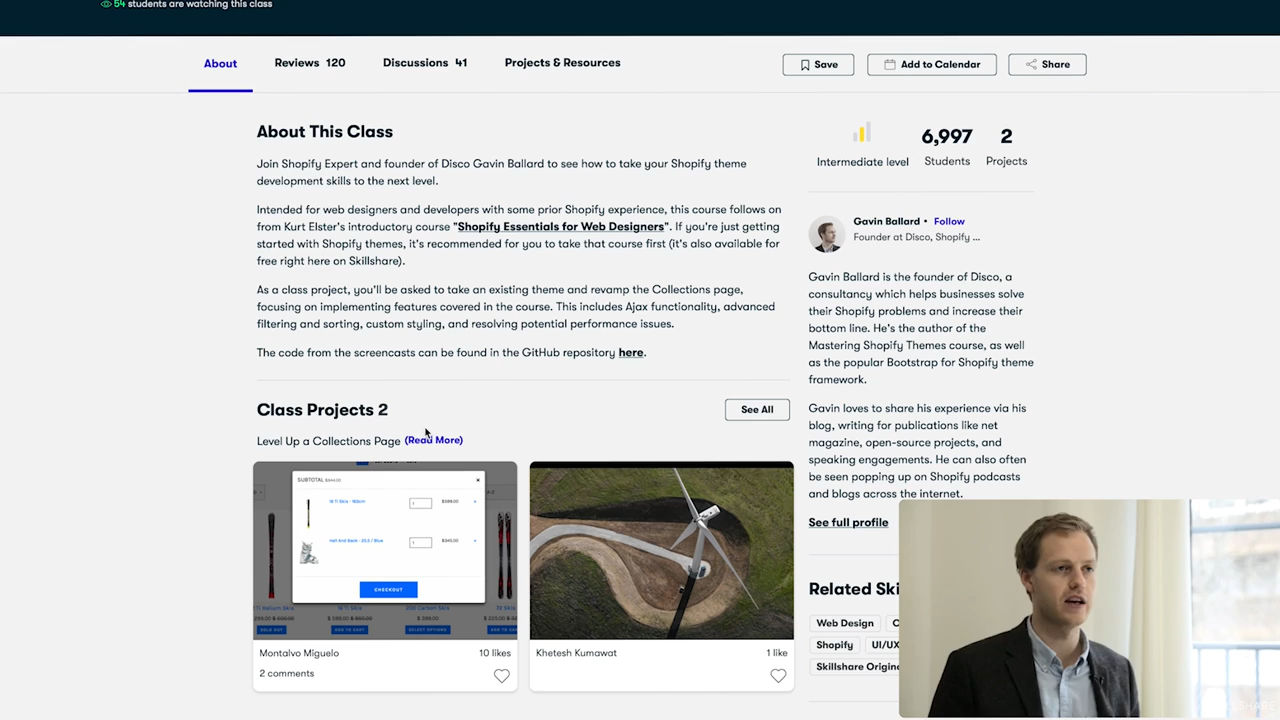 54 students are watching this class
About
Reviews 120
Discussions 41
Projects & Resources
Save
Add to Calendar
Share
About This Class
Join Shopify Expert and founder of Disco Gavin Ballard to see how to take your Shopify theme
development skills to the next level.
Intended for web designers and developers with some prior Shopify experience, this course follows on
from Kurt Elster's introductory course "Shopify Essentials for Web Designers". If you're just getting
started with Shopify themes, it's recommended for you to take that course first (it's also available for
free right here on Skillshare).
As a class project, you'll be asked to take an existing theme and revamp the Collections page,
focusing on implementing features covered in the course. This includes Ajax functionality, advanced
filtering and sorting, custom styling, and resolving potential performance issues.
The code from the screencasts can be found in the GitHub repository here.
Class Projects 2
See All
Level Up a Collections Page (Read More)
SUBTOTAL
CHECKOUT
SOLD OUT
ADD TO CART
SELECT OPTIONS
Montalvo Miguelo
10 likes
2 comments
Khetesh Kumawat
1 like
Intermediate level
6,997
Students
2
Projects
Gavin Ballard • Follow
Founder at Disco, Shopify ...
Gavin Ballard is the founder of Disco, a
consultancy which helps businesses solve
their Shopify problems and increase their
bottom line. He's the author of the
Mastering Shopify Themes course, as well
as the popular Bootstrap for Shopify theme
framework.
Gavin loves to share his experience via his
blog, writing for publications like net
magazine, open-source projects, and
speaking engagements. He can also often
be seen popping up on Shopify podcasts
and blogs across the internet.
See full profile
Related Ski
Web Design
Shopify
UI/UX
Skillshare Origin